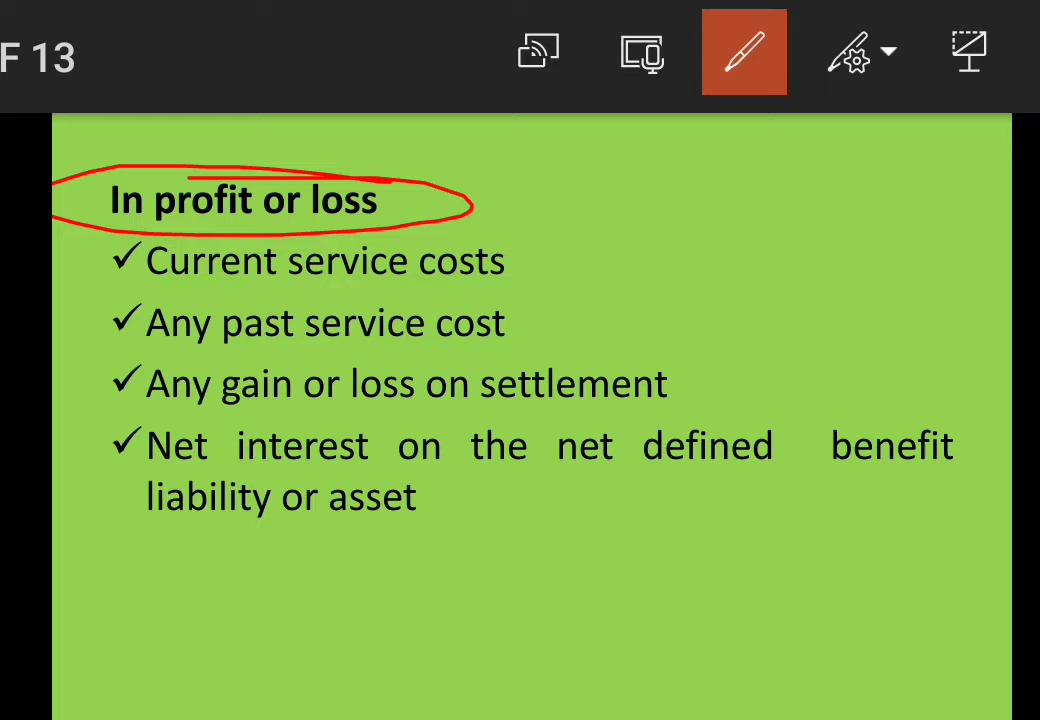 F 13
In profit or loss
✓Current service costs
✓Any past service cost
✓Any gain or loss on settlement
✓Net interest on the net defined benefit
liability or asset